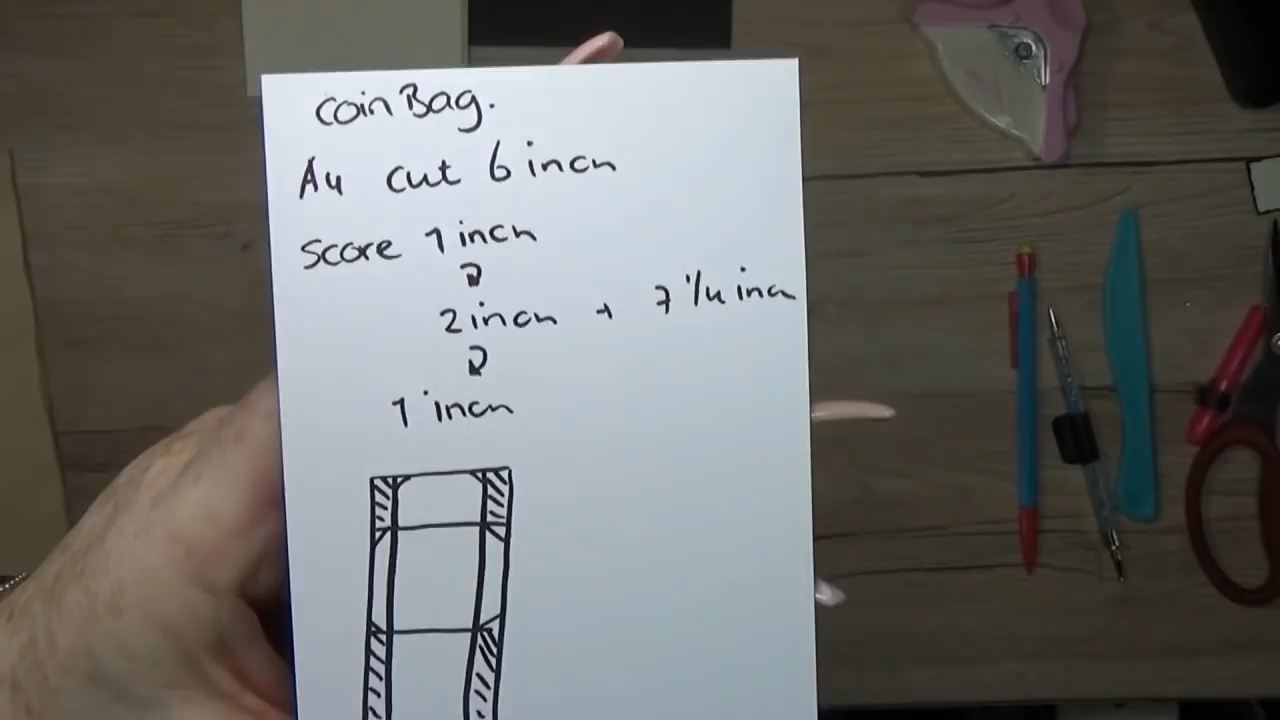 Coin Bag.
A4 cut 6 inch
Score 1 inch
2 inch + 7 1/4 inch
1 inch